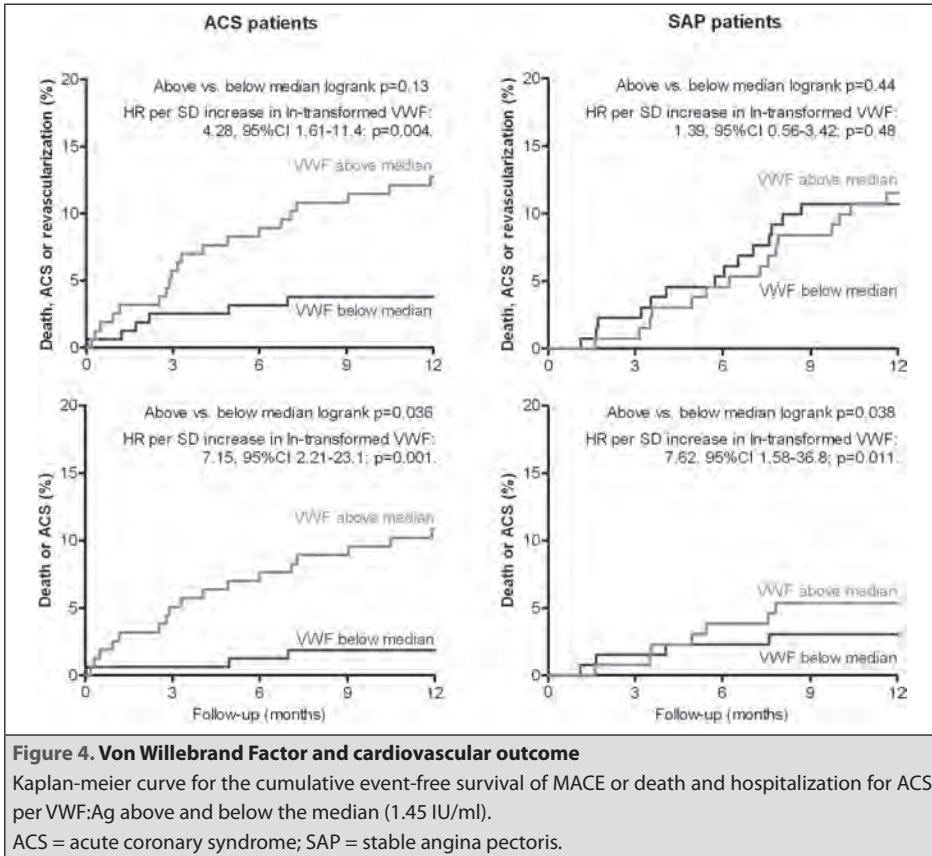 ACS patients
SAP patients
Death, ACS or revascularization (%)
20
15
10
5
0
Above vs. below median logrank p=0.13
HR per SD increase in ln-transformed VWF:
4.28, 95%CI 1.61-11.4; p=0.004.
VWF above median
VWF below median
0 3 6 9 12
Death, ACS or revascularization (%)
20
15
10
5
0
Above vs. below median logrank p=0.44
HR per SD increase in ln-transformed VWF:
1.39, 95%CI 0.56-3.42; p=0.48
VWF above median
VWF below median
0 3 6 9 12
Death or ACS (%)
20
15
10
5
0
Above vs. below median logrank p=0.036
HR per SD increase in ln-transformed VWF:
7.15, 95%CI 2.21-23.1; p=0.001.
VWF above median
VWF below median
0 3 6 9 12
Follow-up (months)
Death or ACS (%)
20
15
10
5
0
Above vs. below median logrank p=0.038
HR per SD increase in ln-transformed VWF:
7.62, 95%CI 1.58-36.8; p=0.011.
VWF above median
VWF below median
0 3 6 9 12
Follow-up (months)
Figure 4. Von Willebrand Factor and cardiovascular outcome
Kaplan-meier curve for the cumulative event-free survival of MACE or death and hospitalization for ACS
per VWF:Ag above and below the median (1.45 IU/ml).
ACS = acute coronary syndrome; SAP = stable angina pectoris.